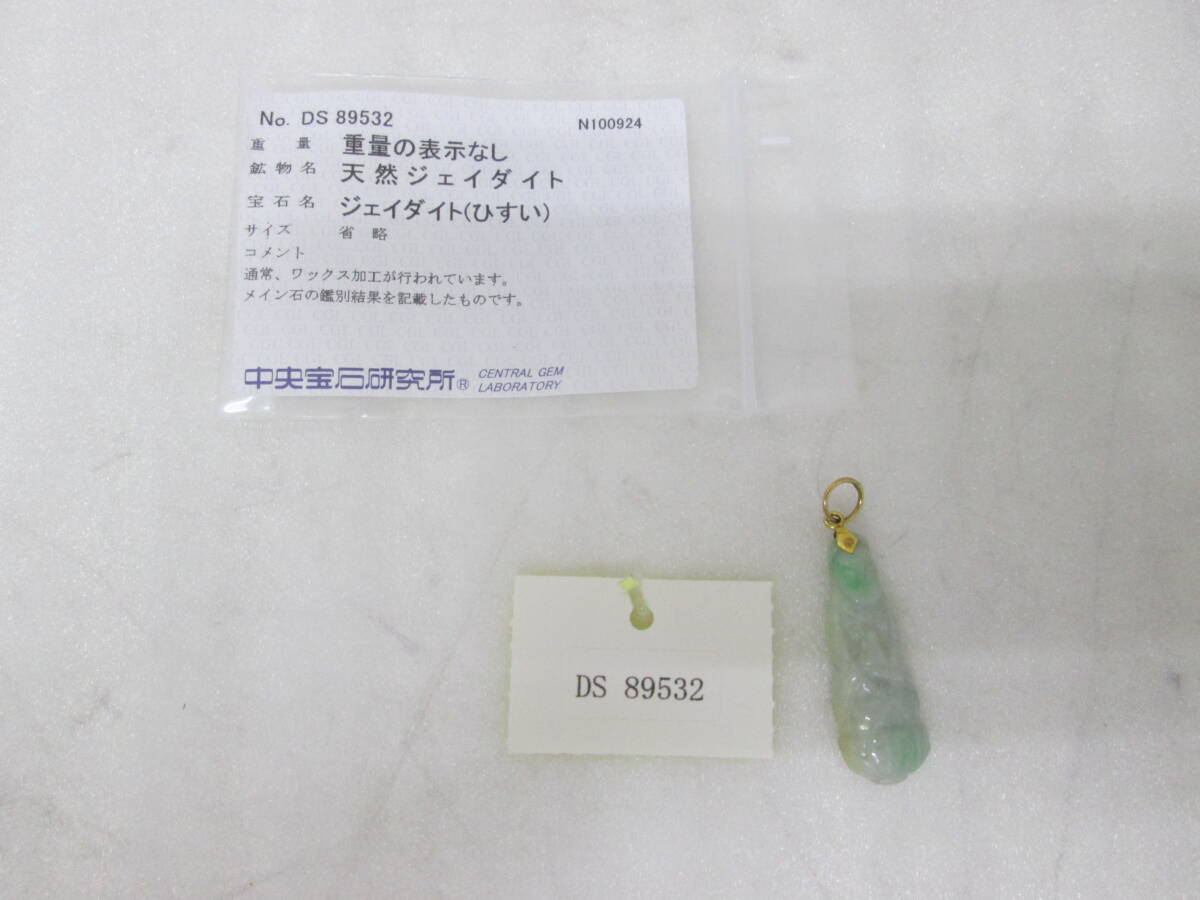 No. DS 89532 N100924
重量 重量の表示なし
鉱物名 天然ジェイダイト
宝石名 ジェイダイト(ひすい)
サイズ 省略
コメント
通常、ワックス加工が行われています。
メイン石の鑑別結果を記載したものです。
中央宝石研究所® CENTRAL GEM LABORATORY
DS 89532